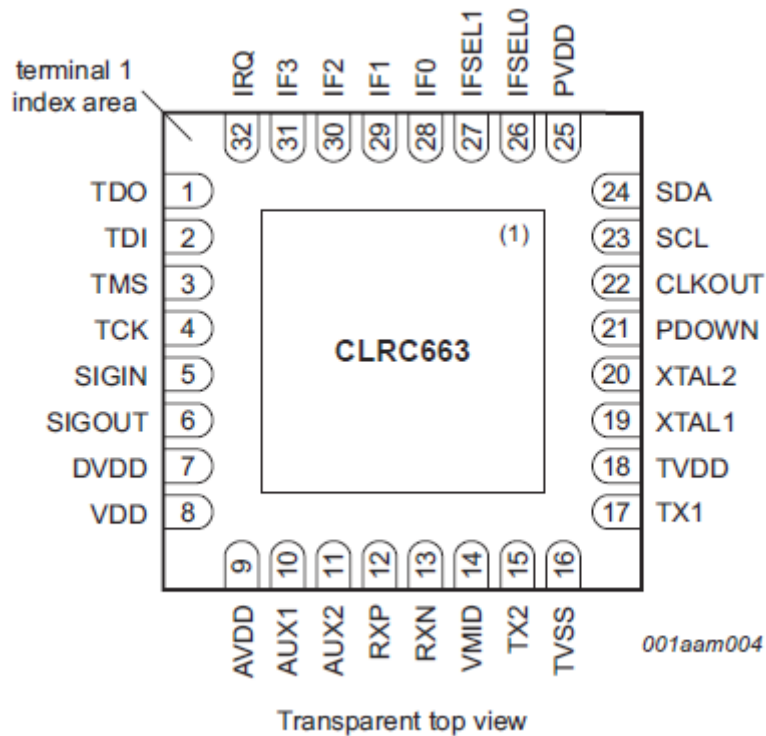 terminal 1
index area
IRQ
IF3
IF2
IF1
IF0
IFSEL1
IFSEL0
PVDD
32
31
30
29
28
27
26
25
TDO 1
TDI 2
TMS 3
TCK 4
SIGIN 5
SIGOUT 6
DVDD 7
VDD 8
(1)
CLRC663
24 SDA
23 SCL
22 CLKOUT
21 PDOWN
20 XTAL2
19 XTAL1
18 TVDD
17 TX1
9
10
11
12
13
14
15
16
AVDD
AUX1
AUX2
RXP
RXN
VMID
TX2
TVSS
001aam004
Transparent top view